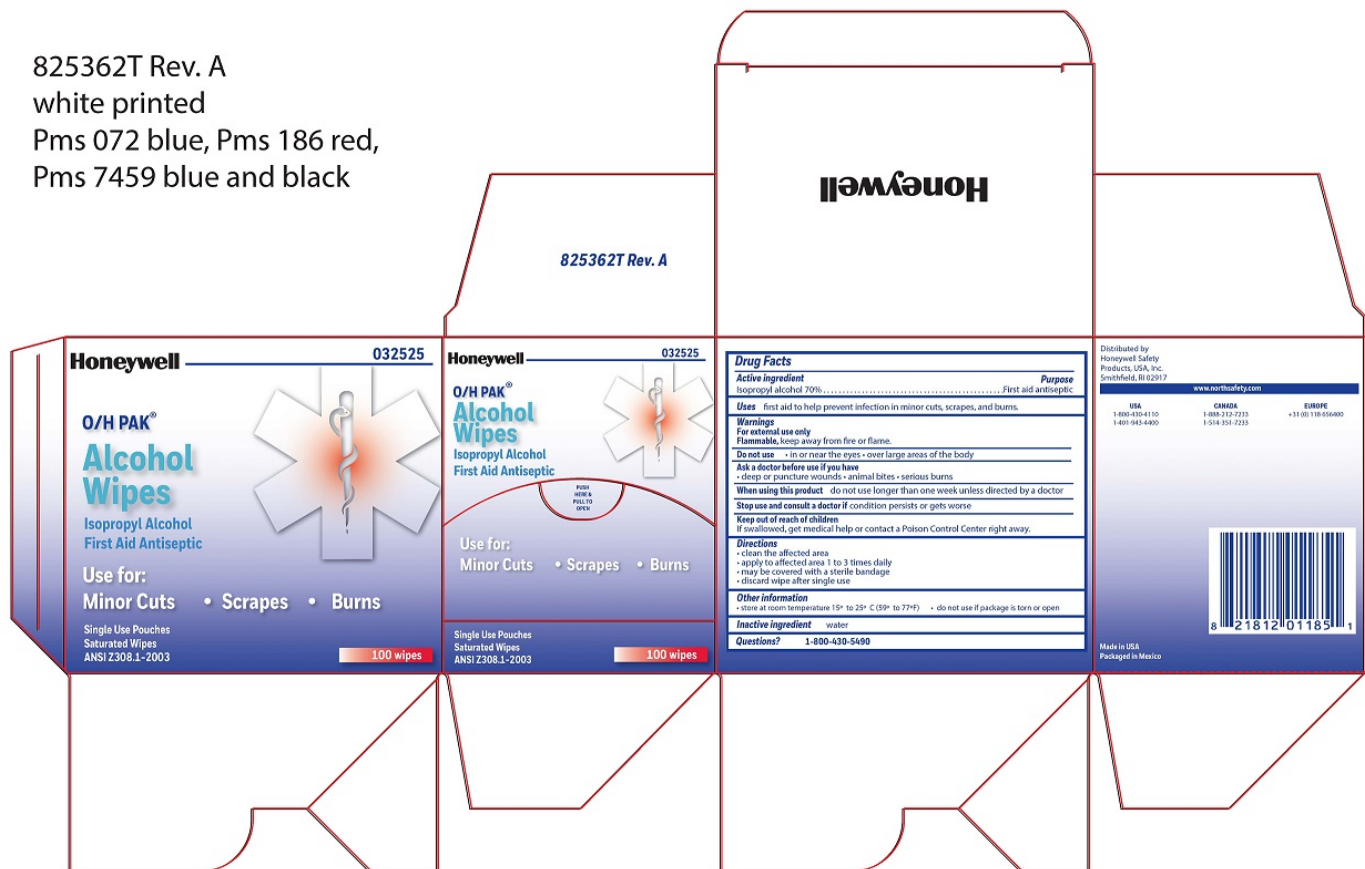 825362T Rev. A
white printed
Pms 072 blue, Pms 186 red,
Pms 7459 blue and black
Honeywell
825362T Rev. A
Honeywell 032525
O/H PAK®
Alcohol
Wipes
Isopropyl Alcohol
First Aid Antiseptic
Use for:
Minor Cuts • Scrapes • Burns
Single Use Pouches
Saturated Wipes
ANSI Z308.1-2003
100 wipes
Honeywell 032525
O/H PAK®
Alcohol
Wipes
Isopropyl Alcohol
First Aid Antiseptic
PUSH
HERE &
PULL TO
OPEN
Use for:
Minor Cuts • Scrapes • Burns
Single Use Pouches
Saturated Wipes
ANSI Z308.1-2003
100 wipes
Drug Facts
Active ingredient Purpose
Isopropyl alcohol 70%.....First aid antiseptic
Uses first aid to help prevent infection in minor cuts, scrapes, and burns.
Warnings
For external use only
Flammable, keep away from fire or flame.
Do not use • in or near the eyes • over large areas of the body
Ask a doctor before use if you have
• deep or puncture wounds • animal bites • serious burns
When using this product do not use longer than one week unless directed by a doctor
Stop use and consult a doctor if condition persists or gets worse
Keep out of reach of children
If swallowed, get medical help or contact a Poison Control Center right away.
Directions
• clean the affected area
• apply to affected area 1 to 3 times daily
• may be covered with a sterile bandage
• discard wipe after single use
Other information
• store at room temperature 15° to 25° C (59° to 77°F) • do not use if package is torn or open
Inactive ingredient water
Questions? 1-800-430-5490
Distributed by
Honeywell Safety
Products, USA, Inc.
Smithfield, RI 02917
www.northsafety.com
USA CANADA EUROPE
1-800-430-4110 1-888-212-7233 +31 (0) 118-656400
1-401-943-4400 1-514-351-7233
8 21812 01185 1
Made in USA
Packaged in Mexico